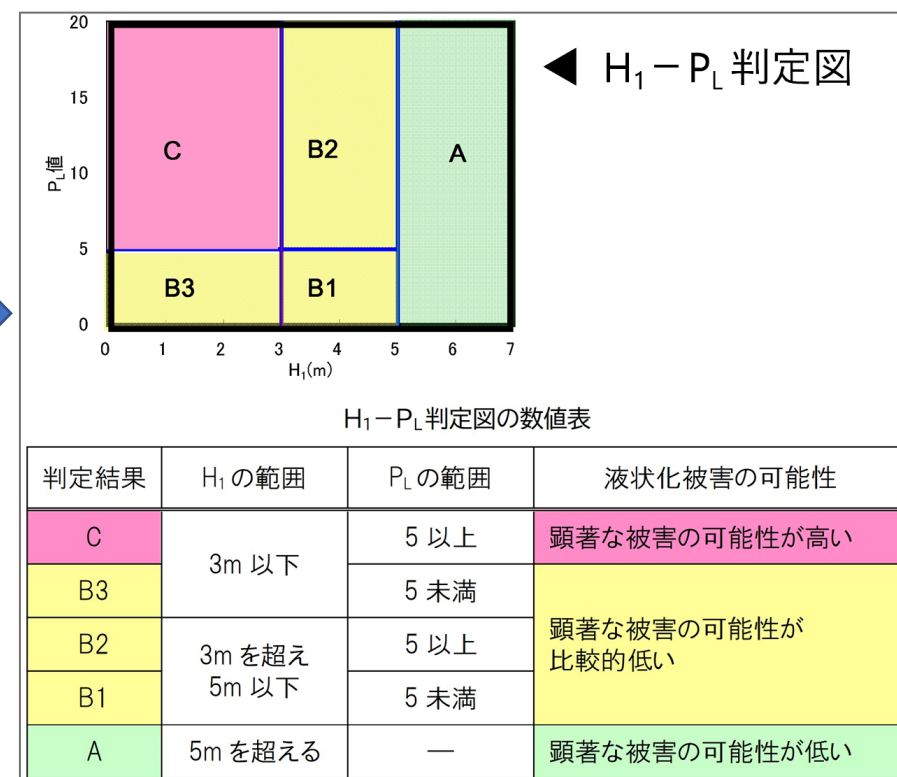 ◀ H₁－P_L判定図
20
15
10
5
0
P_L値
C
B2
A
B3
B1
0 1 2 3 4 5 6 7
H₁(m)
H₁－P_L判定図の数値表
判定結果 H₁の範囲 P_Lの範囲 液状化被害の可能性
C 3m 以下 5 以上 顕著な被害の可能性が高い
B3 5 未満 顕著な被害の可能性が
比較的低い
B2 3m を超え
5m 以下 5 以上
B1 5 未満
A 5m を超える ― 顕著な被害の可能性が低い